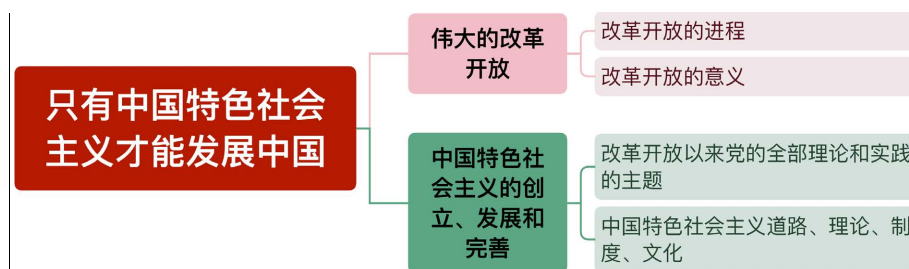 只有中国特色社会
主义才能发展中国
伟大的改革
开放
改革开放的进程
改革开放的意义
中国特色社
会主义的创
立、发展和
完善
改革开放以来党的全部理论和实践
的主题
中国特色社会主义道路、理论、制
度、文化